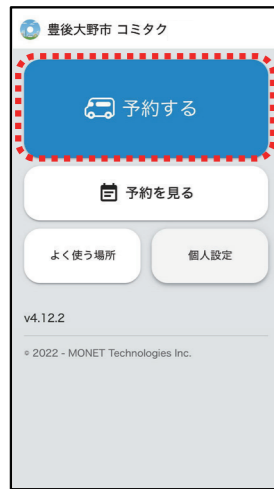 豊後大野市 コミタク
予約する
予約を見る
よく使う場所
個人設定
v4.12.2
© 2022 - MONET Technologies Inc.